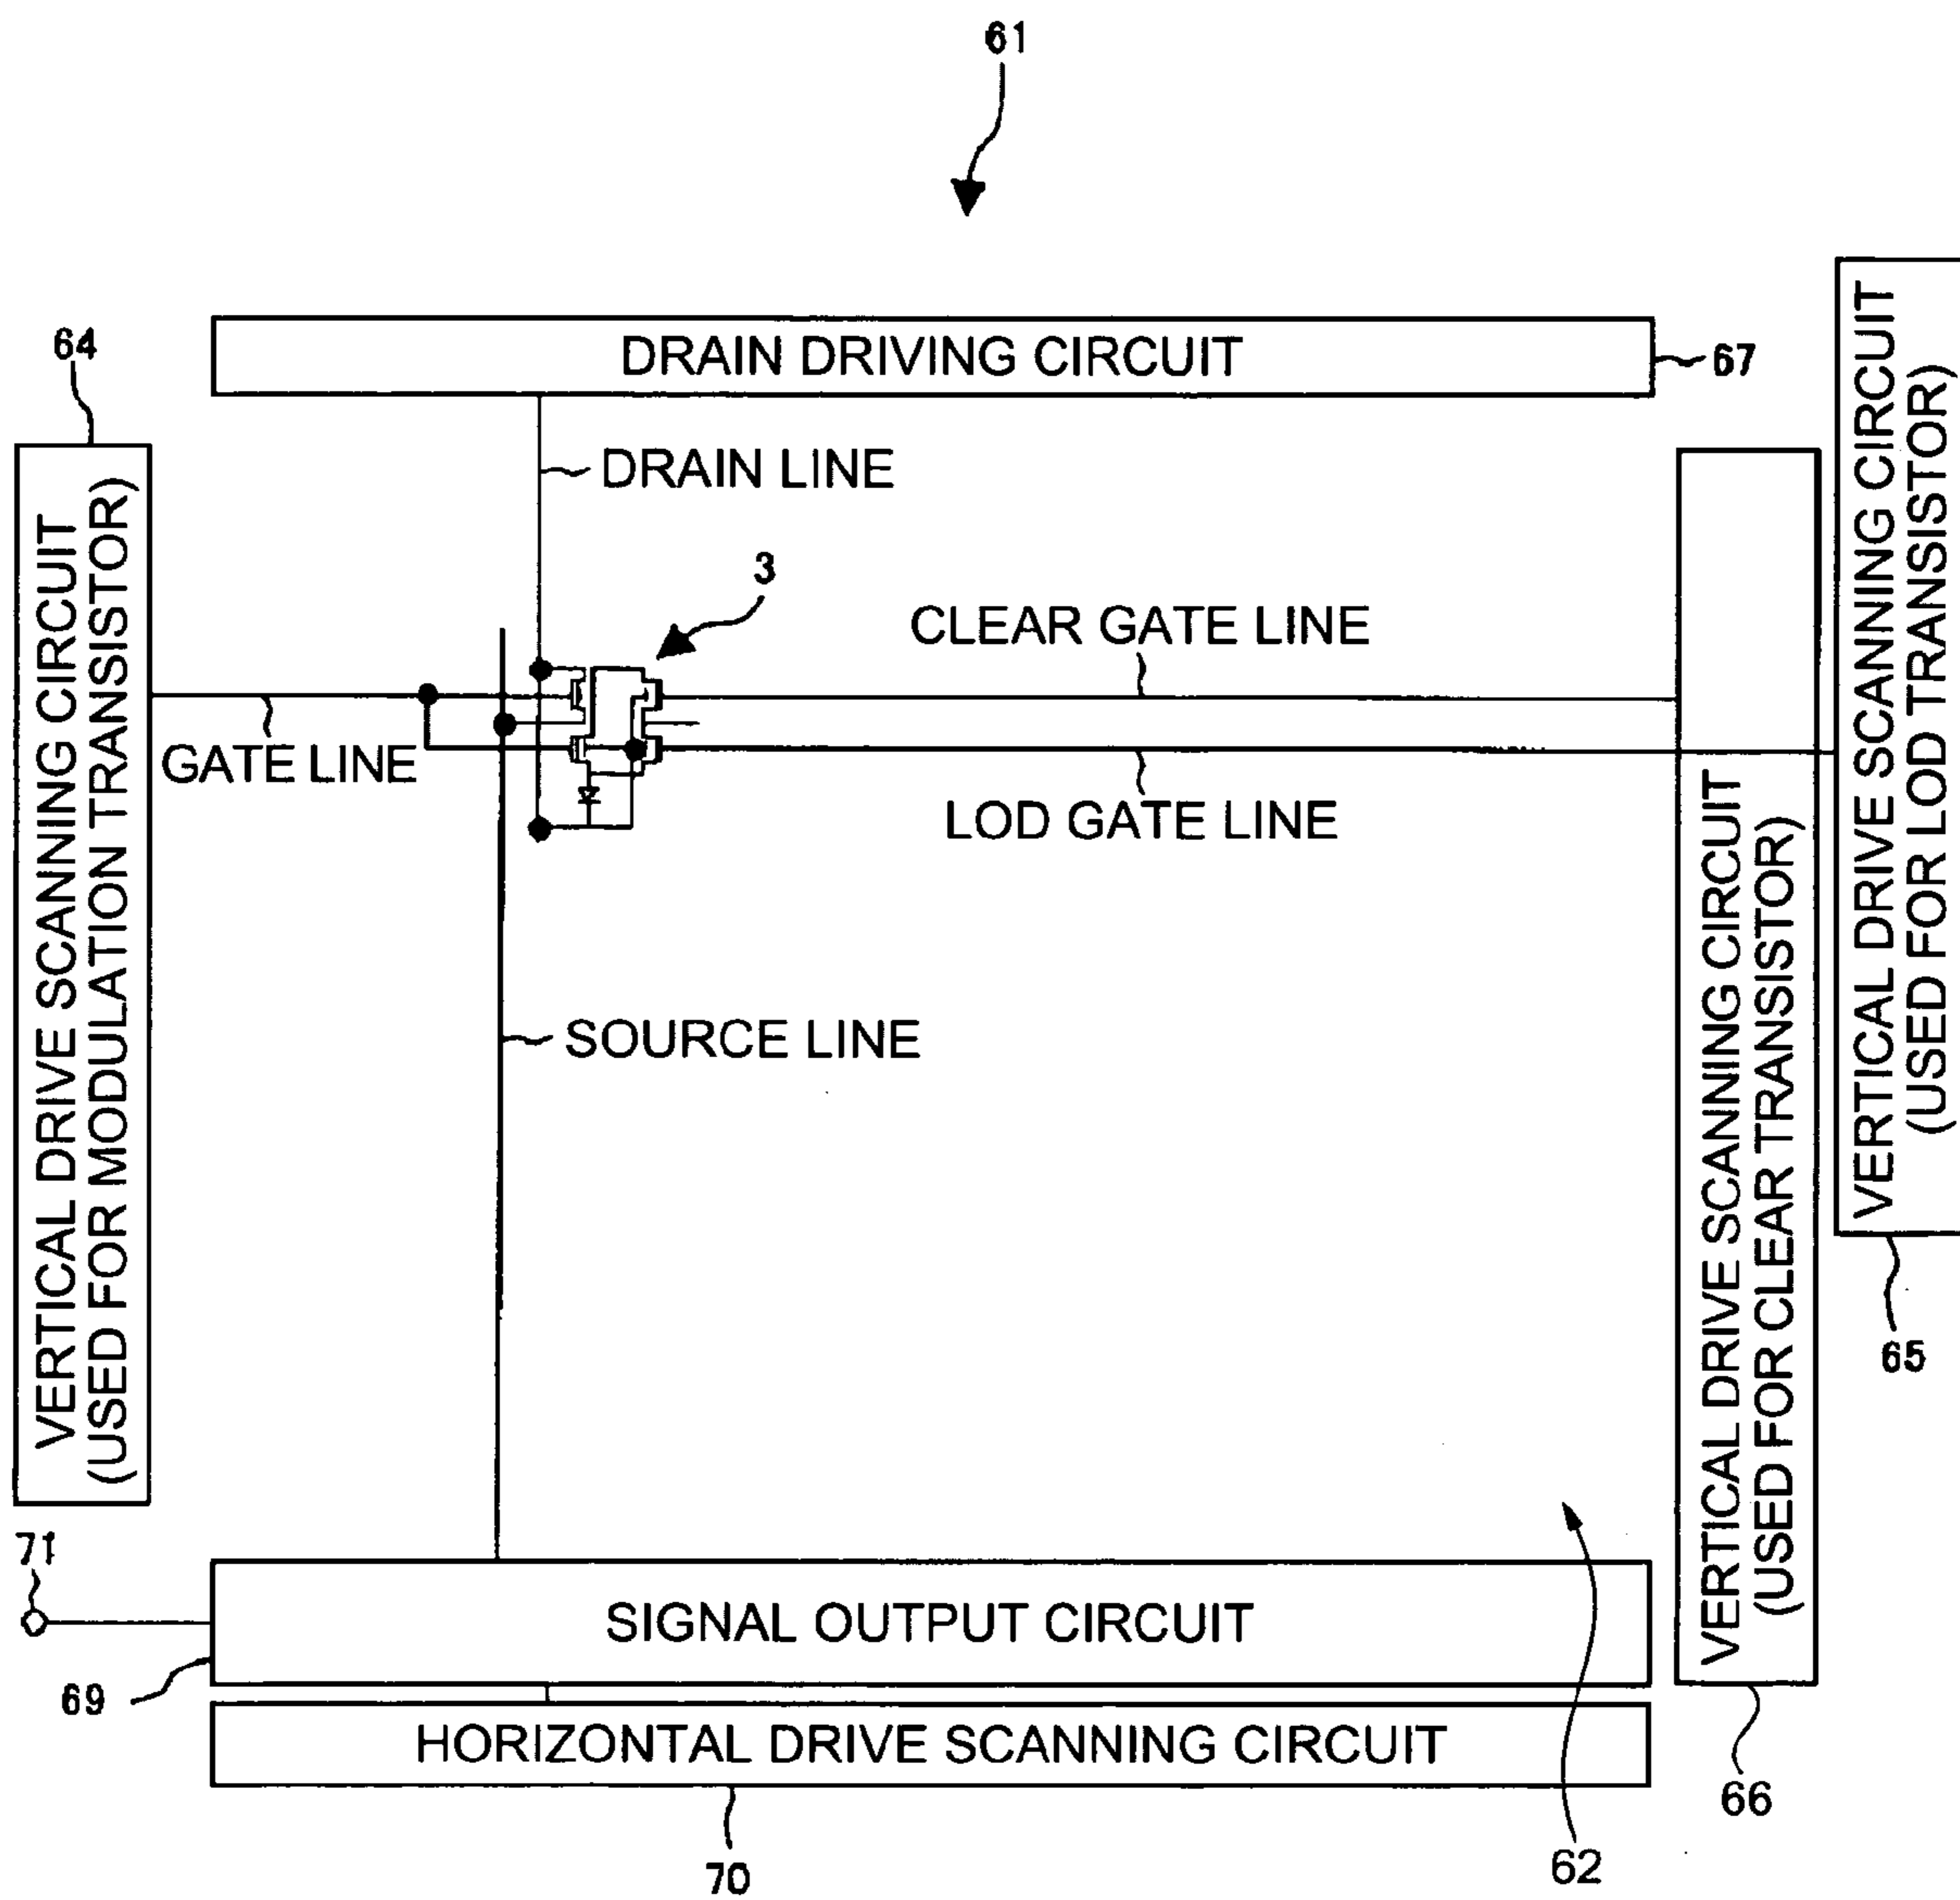 61
64
DRAIN DRIVING CIRCUIT
67
DRAIN LINE
3
CLEAR GATE LINE
GATE LINE
LOD GATE LINE
SOURCE LINE
VERTICAL DRIVE SCANNING CIRCUIT
(USED FOR MODULATION TRANSISTOR)
VERTICAL DRIVE SCANNING CIRCUIT
(USED FOR CLEAR TRANSISTOR)
VERTICAL DRIVE SCANNING CIRCUIT
(USED FOR LOD TRANSISTOR)
65
71
SIGNAL OUTPUT CIRCUIT
69
HORIZONTAL DRIVE SCANNING CIRCUIT
66
70
62